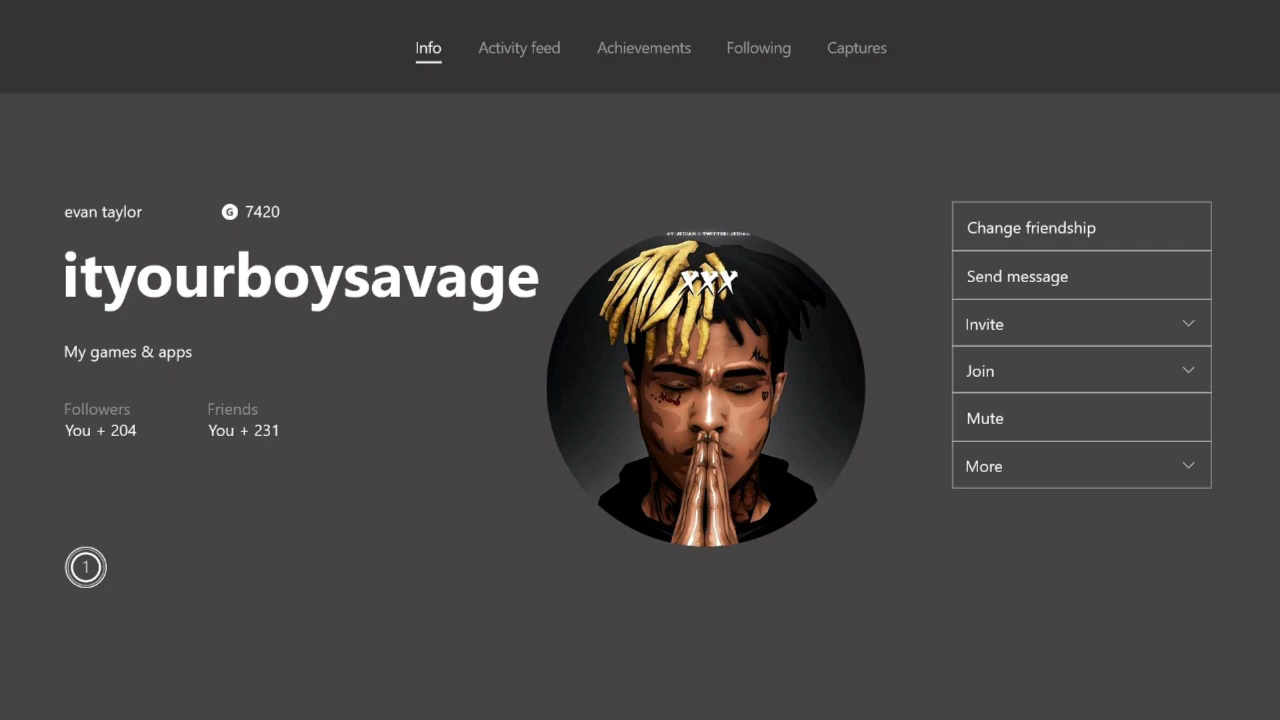 Info Activity feed Achievements Following Captures
evan taylor G 7420
ityourboysavage
My games & apps
Followers Friends
You + 204 You + 231
1
XXX
Change friendship
Send message
Invite
Join
Mute
More